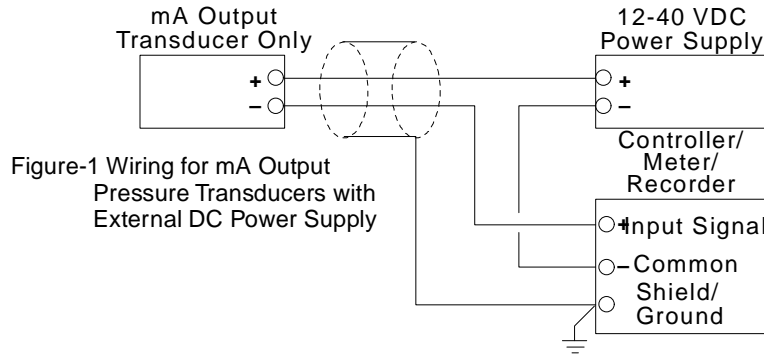 mA Output
Transducer Only
+
−
12-40 VDC
Power Supply
+
−
Figure-1 Wiring for mA Output
Pressure Transducers with
External DC Power Supply
Controller/
Meter/
Recorder
+ Input Signal
− Common
Shield/
Ground